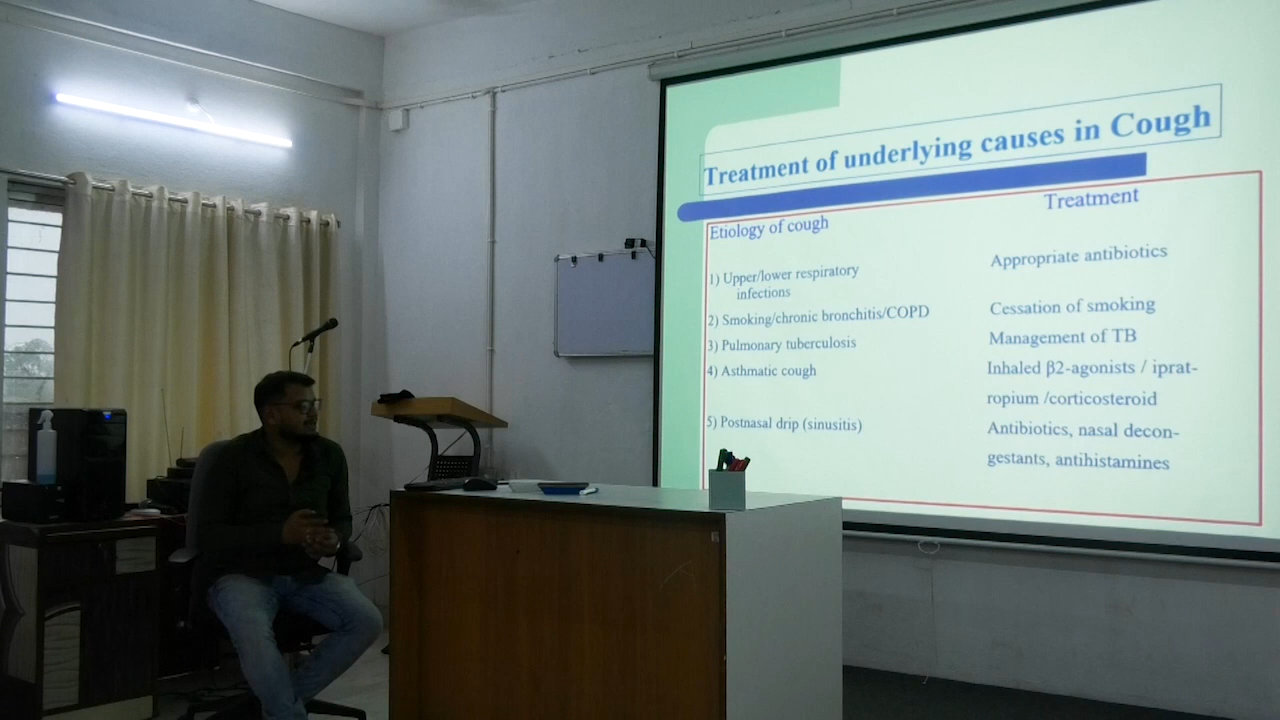 Treatment of underlying causes in Cough
Etiology of cough
Treatment
1) Upper/lower respiratory
infections
Appropriate antibiotics
2) Smoking/chronic bronchitis/COPD
Cessation of smoking
3) Pulmonary tuberculosis
Management of TB
4) Asthmatic cough
Inhaled β2-agonists / iprat-
ropium /corticosteroid
5) Postnasal drip (sinusitis)
Antibiotics, nasal decon-
gestants, antihistamines